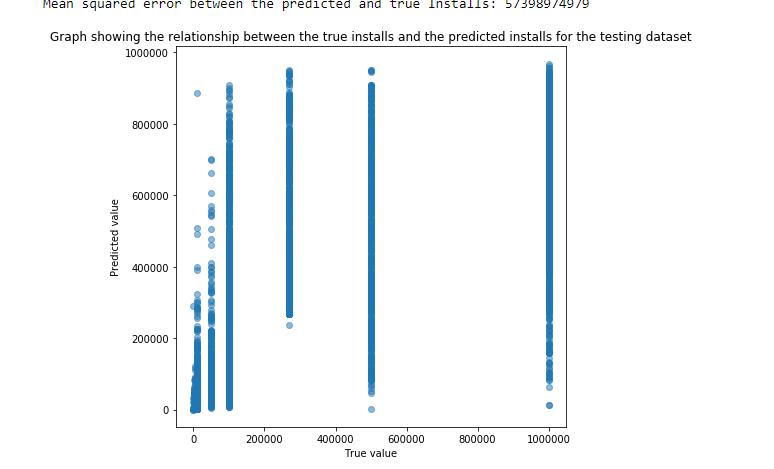 Mean squared error between the predicted and true Installs: 57398974979
Graph showing the relationship between the true installs and the predicted installs for the testing dataset
1000000
800000
600000
400000
200000
0
Predicted value
0 200000 400000 600000 800000 1000000
True value